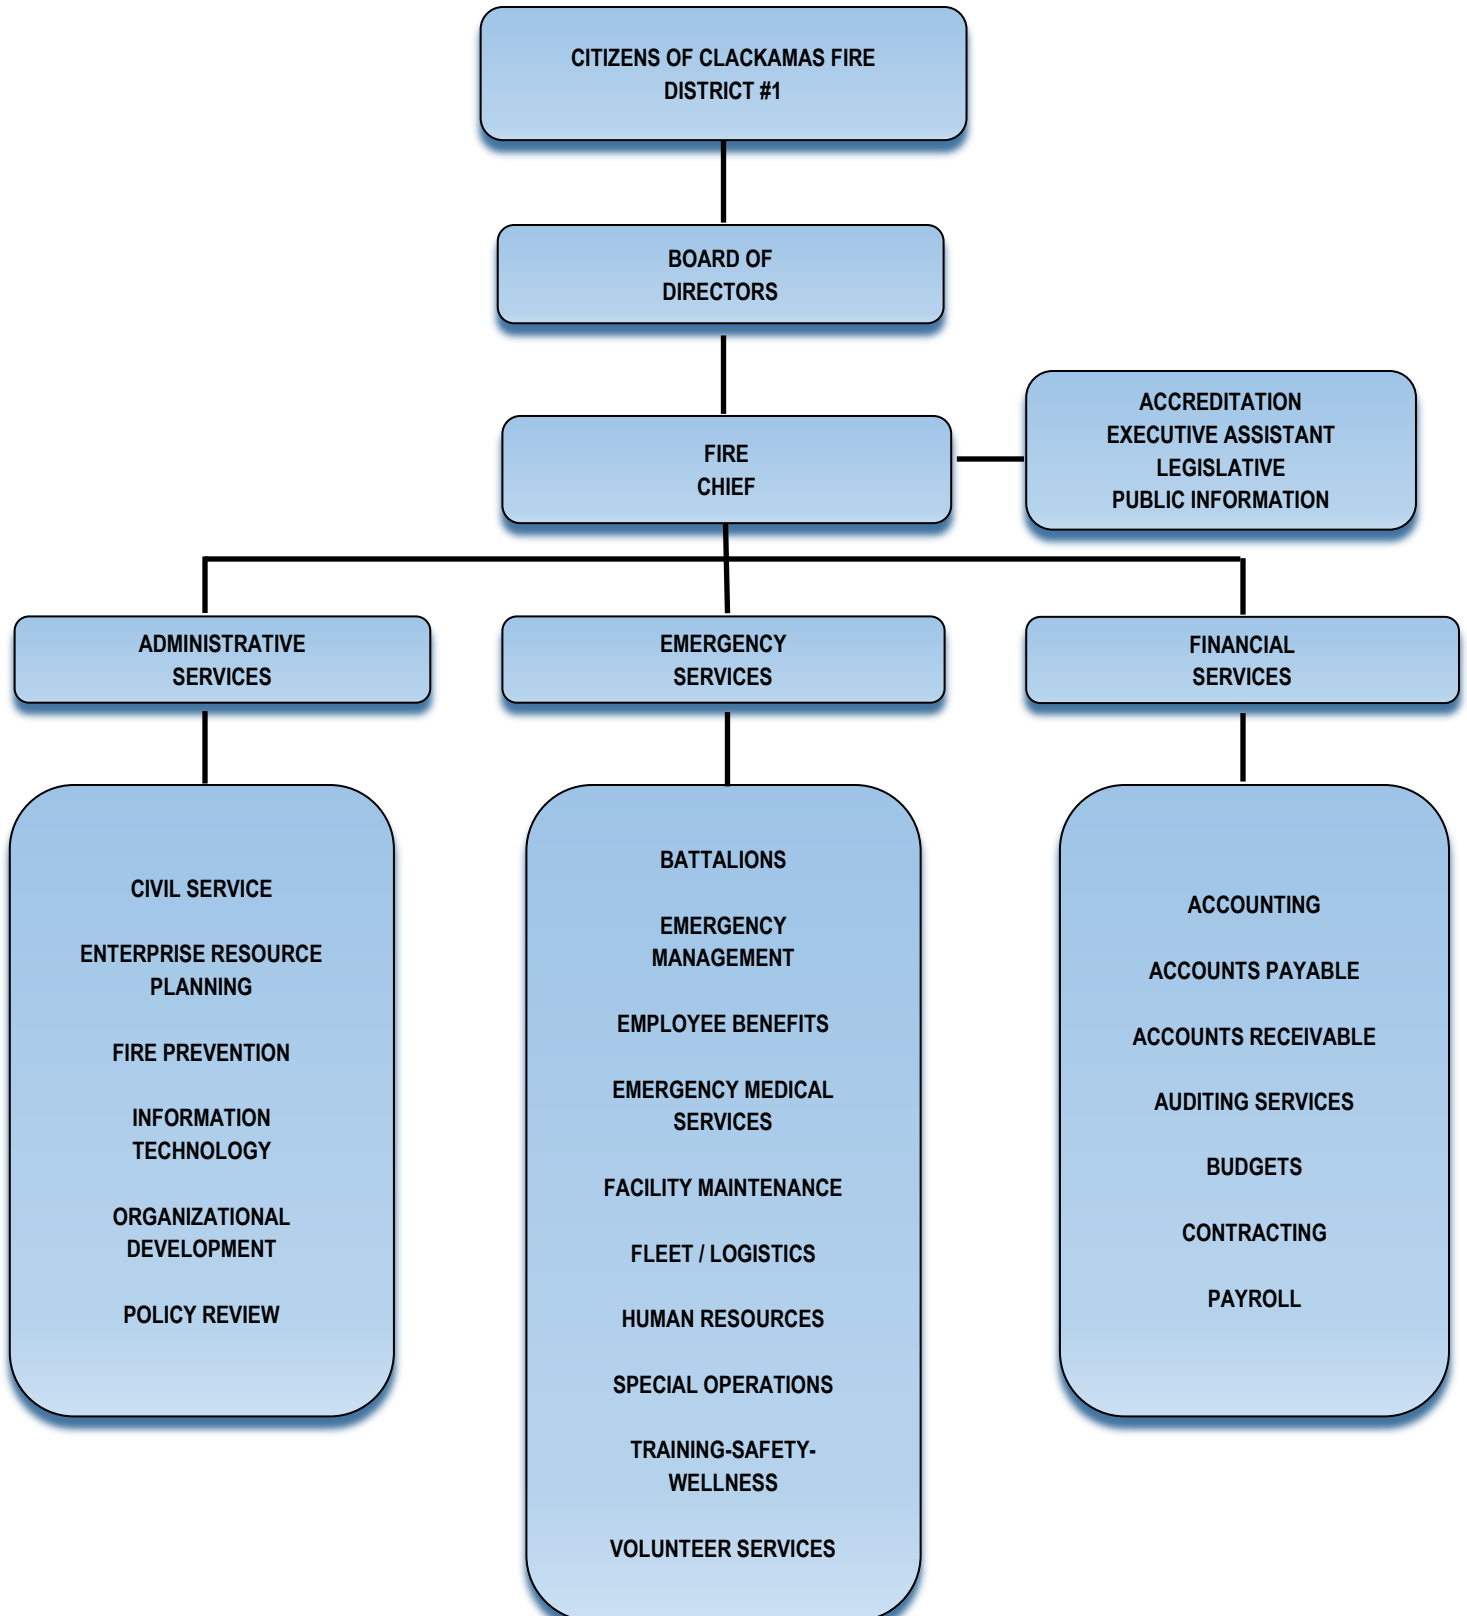 CITIZENS OF CLACKAMAS FIRE
DISTRICT #1
BOARD OF
DIRECTORS
FIRE
CHIEF
ACCREDITATION
EXECUTIVE ASSISTANT
LEGISLATIVE
PUBLIC INFORMATION
ADMINISTRATIVE
SERVICES
EMERGENCY
SERVICES
FINANCIAL
SERVICES
CIVIL SERVICE
ENTERPRISE RESOURCE
PLANNING
FIRE PREVENTION
INFORMATION
TECHNOLOGY
ORGANIZATIONAL
DEVELOPMENT
POLICY REVIEW
BATTALIONS
EMERGENCY
MANAGEMENT
EMPLOYEE BENEFITS
EMERGENCY MEDICAL
SERVICES
FACILITY MAINTENANCE
FLEET / LOGISTICS
HUMAN RESOURCES
SPECIAL OPERATIONS
TRAINING-SAFETY-
WELLNESS
VOLUNTEER SERVICES
ACCOUNTING
ACCOUNTS PAYABLE
ACCOUNTS RECEIVABLE
AUDITING SERVICES
BUDGETS
CONTRACTING
PAYROLL